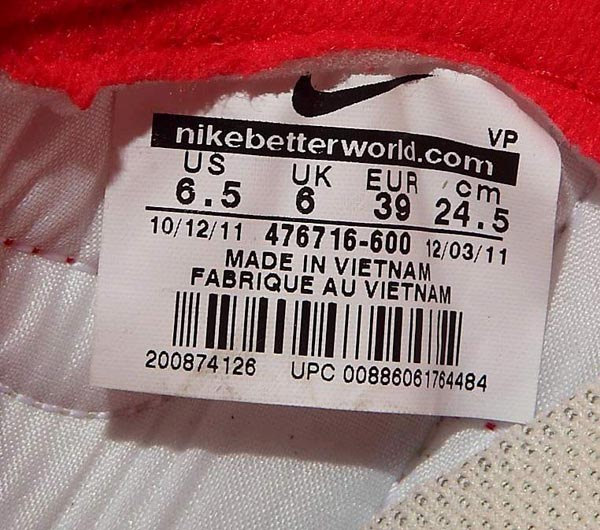 VP
nikebetterworld.com
US UK EUR cm
6.5 6 39 24.5
10/12/11 476716-600 12/03/11
MADE IN VIETNAM
FABRIQUE AU VIETNAM
200874126 UPC 00886061764484